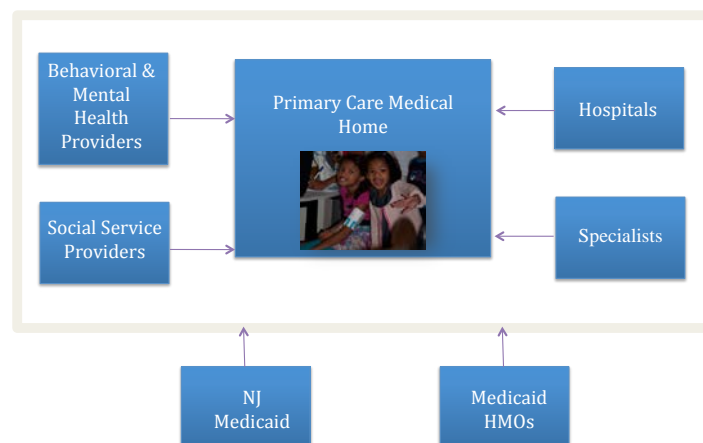 Behavioral &
Mental
Health
Providers
Primary Care Medical
Home
Hospitals
Social Service
Providers
Specialists
NJ
Medicaid
Medicaid
HMOs